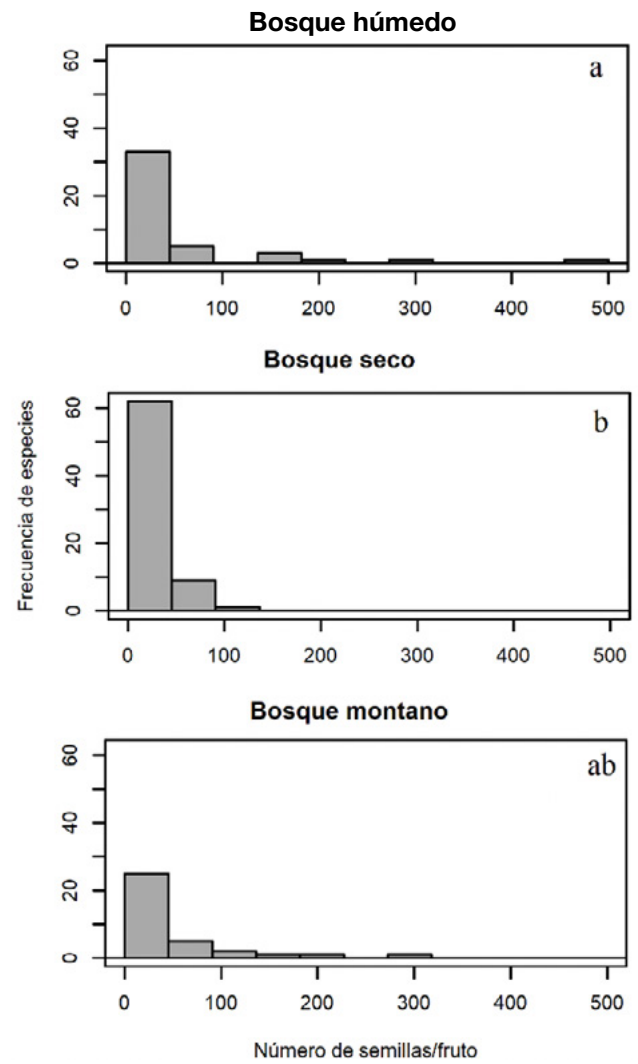 Bosque húmedo
a
60
40
20
0
0 100 200 300 400 500
Bosque seco
b
60
40
20
0
0 100 200 300 400 500
Frecuencia de especies
Bosque montano
ab
60
40
20
0
0 100 200 300 400 500
Número de semillas/fruto